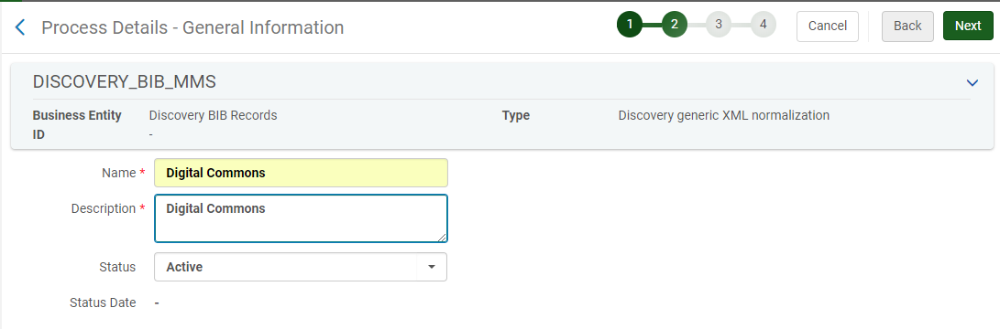 Process Details - General Information 1 2 3 4 Cancel Back Next
DISCOVERY_BIB_MMS
Business Entity Discovery BIB Records Type Discovery generic XML normalization
ID -
Name * Digital Commons
Description * Digital Commons
Status Active
Status Date -